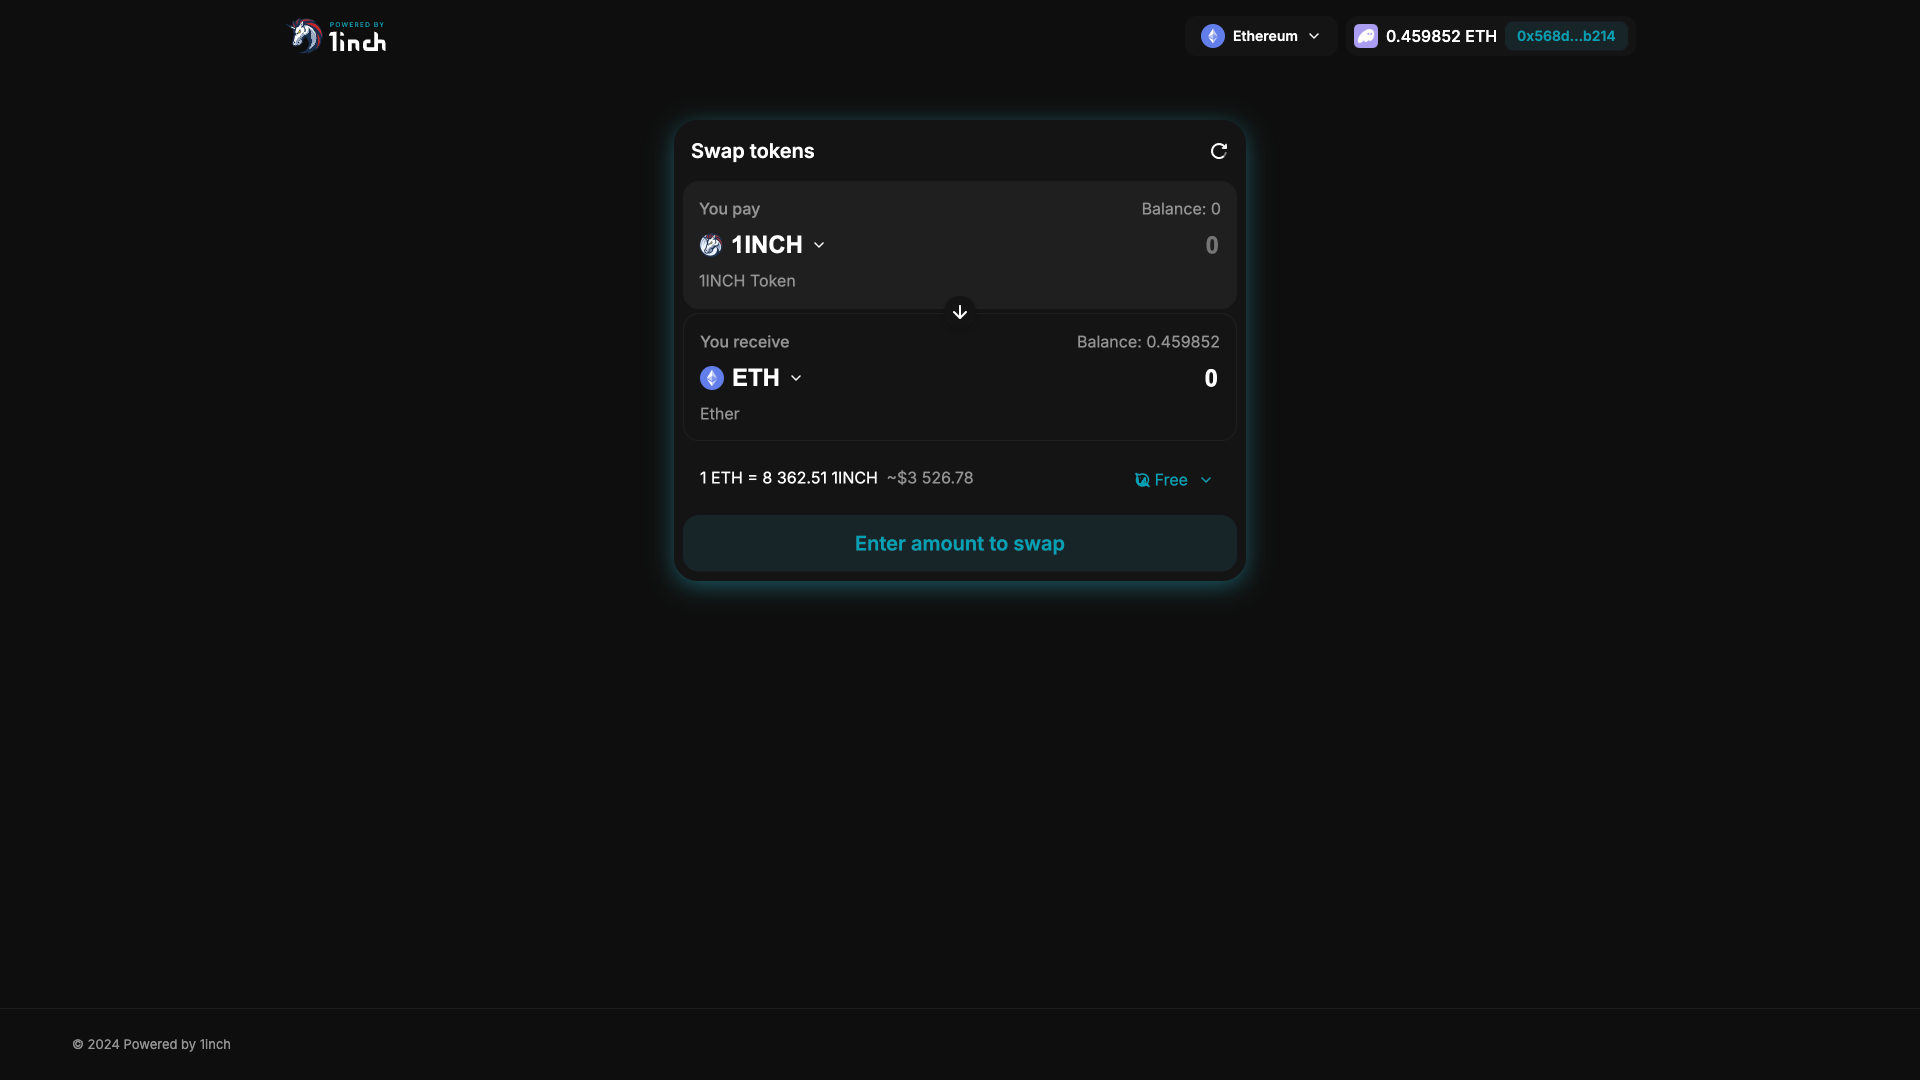 POWERED BY
1inch
Ethereum
0.459852 ETH
0x568d...b214
Swap tokens
You pay
Balance: 0
1INCH
0
1INCH Token
You receive
Balance: 0.459852
ETH
0
Ether
1 ETH = 8 362.51 1INCH ~$3 526.78
Free
Enter amount to swap
© 2024 Powered by 1inch